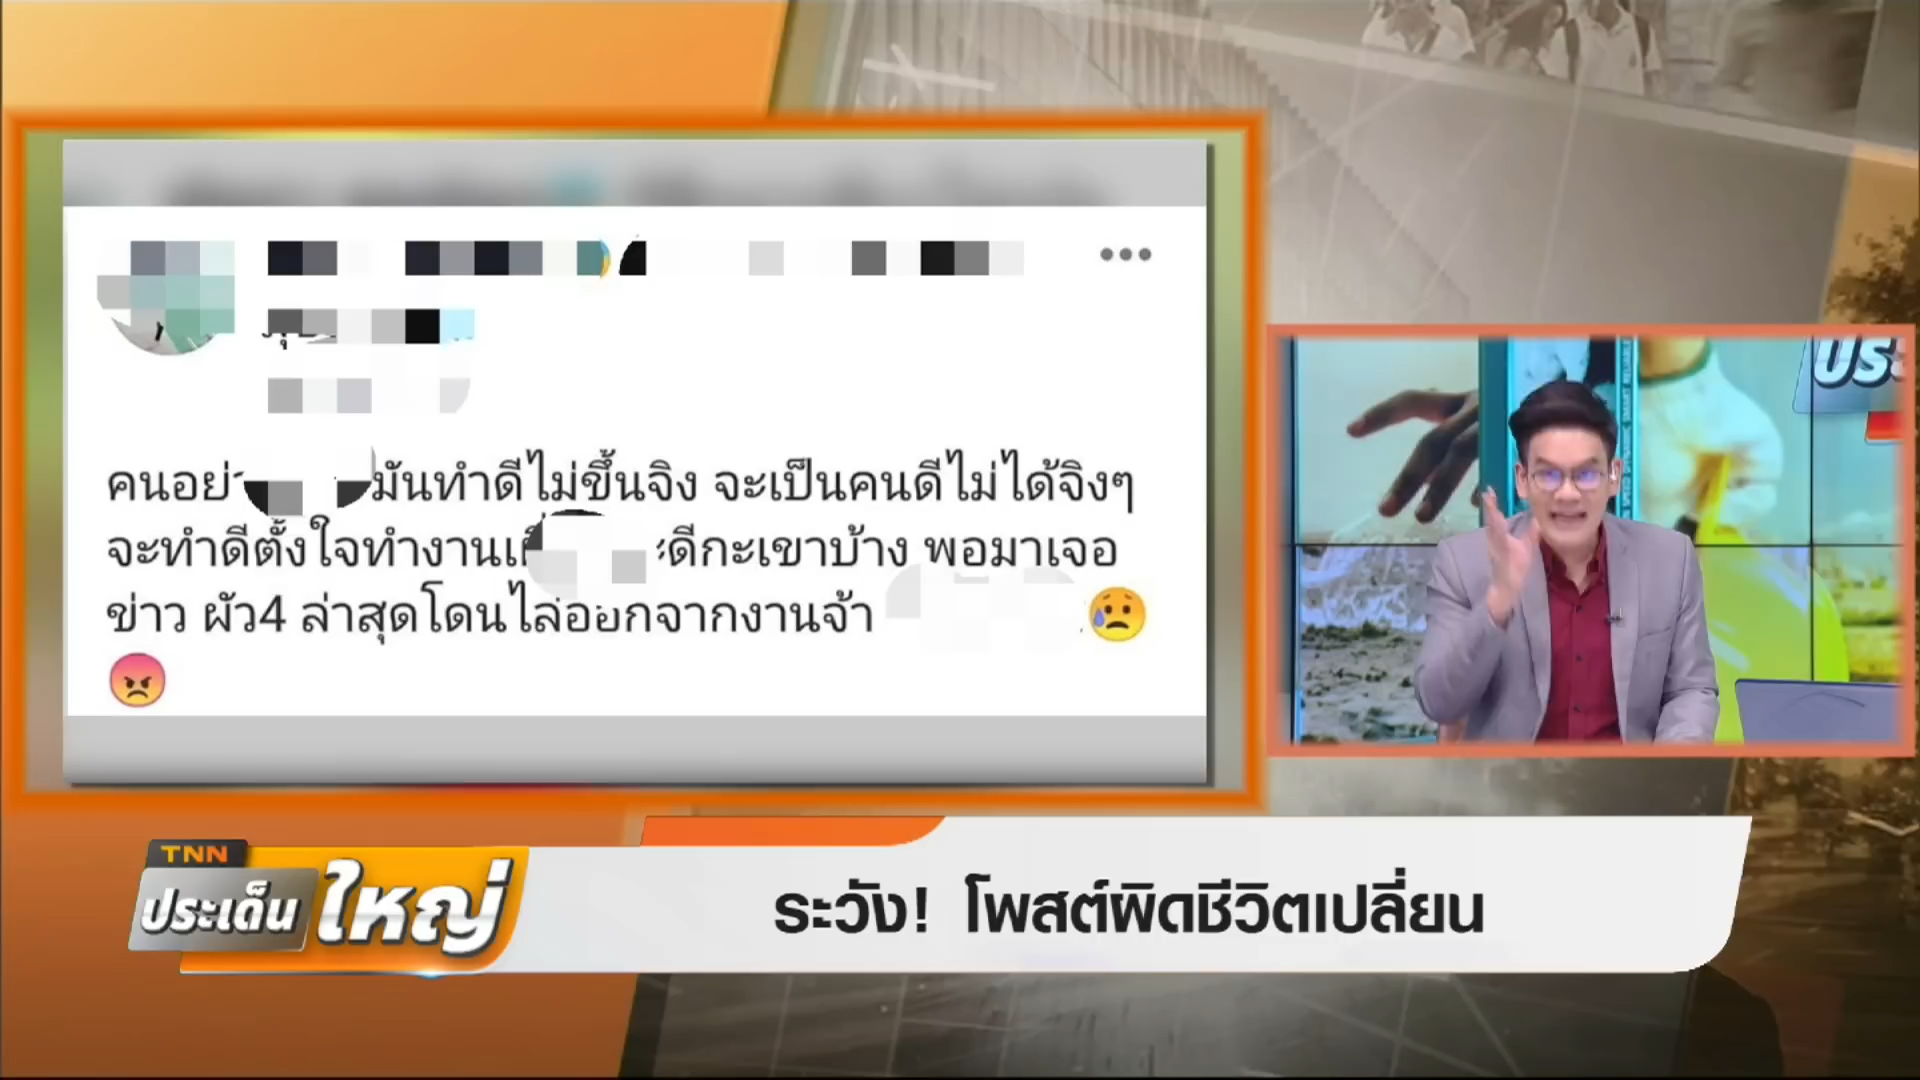 คนอย่ มันทำดีไม่ขึ้นจิง จะเป็นคนดีไม่ได้จิงๆ
จะทำดีตั้งใจทำงาน ดีกะเขาบ้าง พอมาเจอ
ข่าว ผัว4 ล่าสุดโดนไล่ออกจากงานจ้า
ประ
TNN
ประเด็น
ใหญ่
ระวัง! โพสต์ผิดชีวิตเปลี่ยน